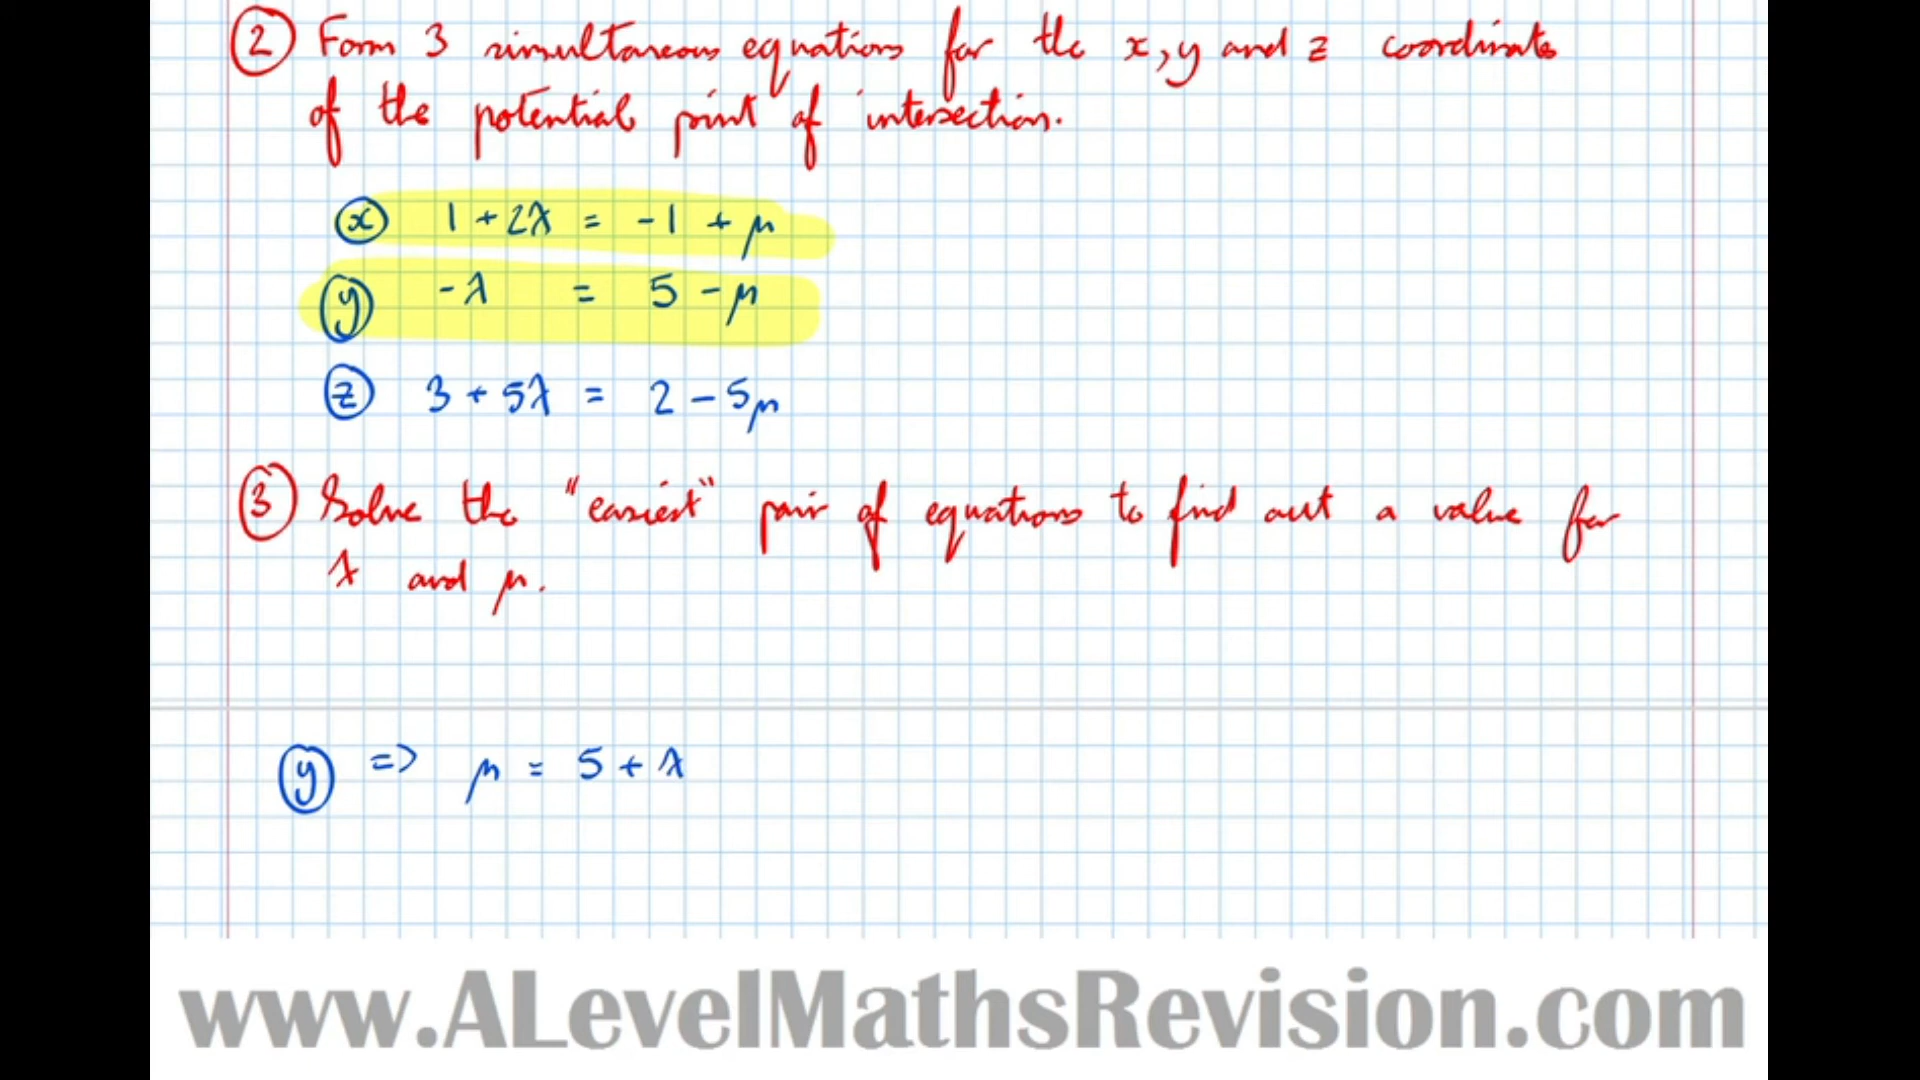 ② Form 3 simultaneous equations for the x, y and z coordinates
of the potential point of intersection.
ⓧ 1 + 2λ = -1 + μ
ⓨ -λ = 5 - μ
ⓩ 3 + 5λ = 2 - 5μ
③ Solve the "easiest" pair of equations to find out a value for
λ and μ.
ⓨ => μ = 5 + λ
www.ALevelMathsRevision.com